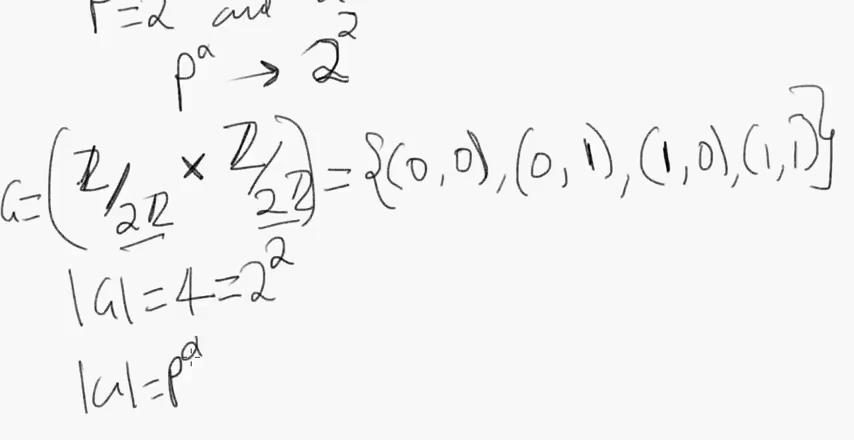 P=2 and
p^a → 2^2
G=(ℤ/2ℤ × ℤ/2ℤ)={(0,0),(0,1),(1,0),(1,1)}
|G|=4=2^2
|G|=p^a